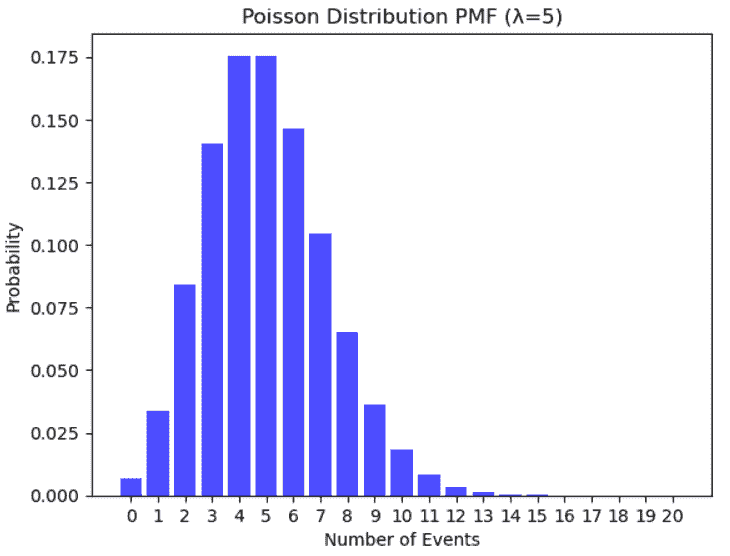 Poisson Distribution PMF (λ=5)
0.175
0.150
0.125
0.100
0.075
0.050
0.025
0.000
Probability
0 1 2 3 4 5 6 7 8 9 10 11 12 13 14 15 16 17 18 19 20
Number of Events